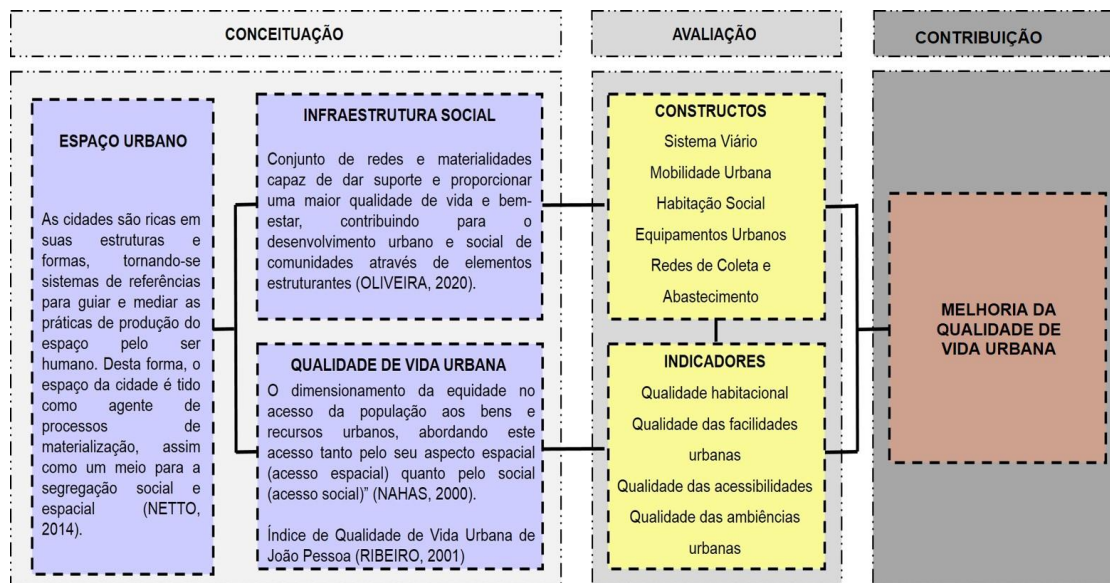 CONCEITUAÇÃO
AVALIAÇÃO
CONTRIBUIÇÃO
ESPAÇO URBANO
As cidades são ricas em
suas estruturas e
formas, tornando-se
sistemas de referências
para guiar e mediar as
práticas de produção do
espaço pelo ser
humano. Desta forma, o
espaço da cidade é tido
como agente de
processos de
materialização, assim
como um meio para a
segregação social e
espacial (NETTO,
2014).
INFRAESTRUTURA SOCIAL
Conjunto de redes e materialidades
capaz de dar suporte e proporcionar
uma maior qualidade de vida e bem-
estar, contribuindo para o
desenvolvimento urbano e social de
comunidades através de elementos
estruturantes (OLIVEIRA, 2020).
QUALIDADE DE VIDA URBANA
O dimensionamento da equidade no
acesso da população aos bens e
recursos urbanos, abordando este
acesso tanto pelo seu aspecto espacial
(acesso espacial) quanto pelo social
(acesso social)” (NAHAS, 2000).
Índice de Qualidade de Vida Urbana de
João Pessoa (RIBEIRO, 2001)
CONSTRUCTOS
Sistema Viário
Mobilidade Urbana
Habitação Social
Equipamentos Urbanos
Redes de Coleta e
Abastecimento
INDICADORES
Qualidade habitacional
Qualidade das facilidades
urbanas
Qualidade das acessibilidades
Qualidade das ambiências
urbanas
MELHORIA DA
QUALIDADE DE
VIDA URBANA